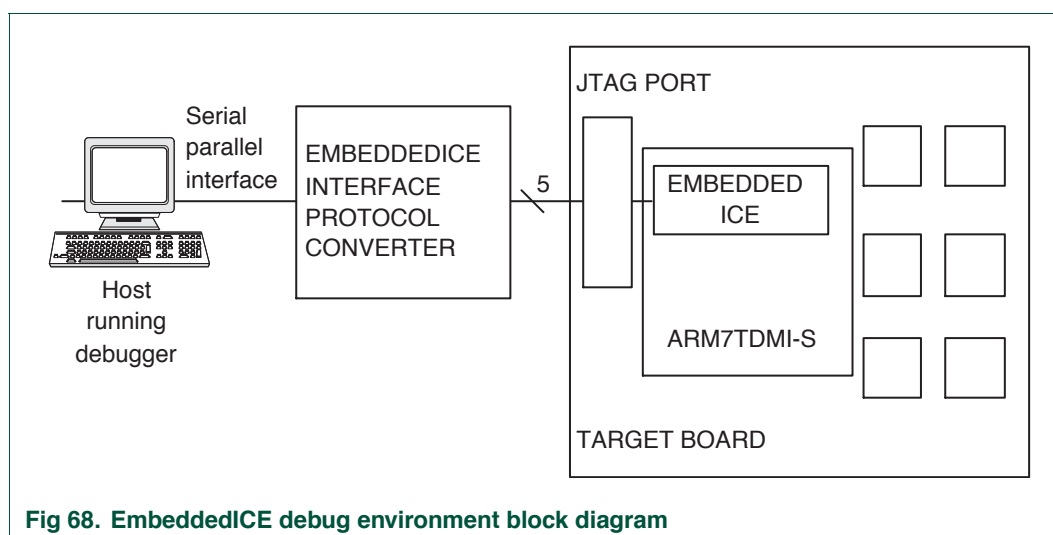 JTAG PORT
Serial
parallel
interface
EMBEDDEDICE
INTERFACE
PROTOCOL
CONVERTER
5
EMBEDDED
ICE
Host
running
debugger
ARM7TDMI-S
TARGET BOARD
Fig 68. EmbeddedICE debug environment block diagram